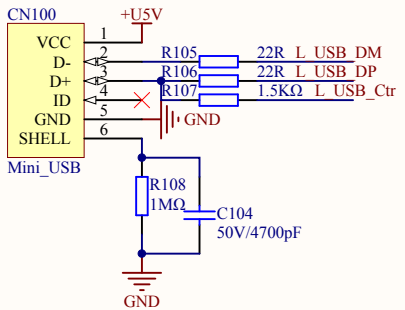 CN100
+U5V
VCC 1
D- 2 R105 22R L_USB_DM
D+ 3 R106 22R L_USB_DP
ID 4 R107 1.5KΩ L_USB_Ctr
GND 5 GND
SHELL 6
Mini_USB
R108
1MΩ
C104
50V/4700pF
GND